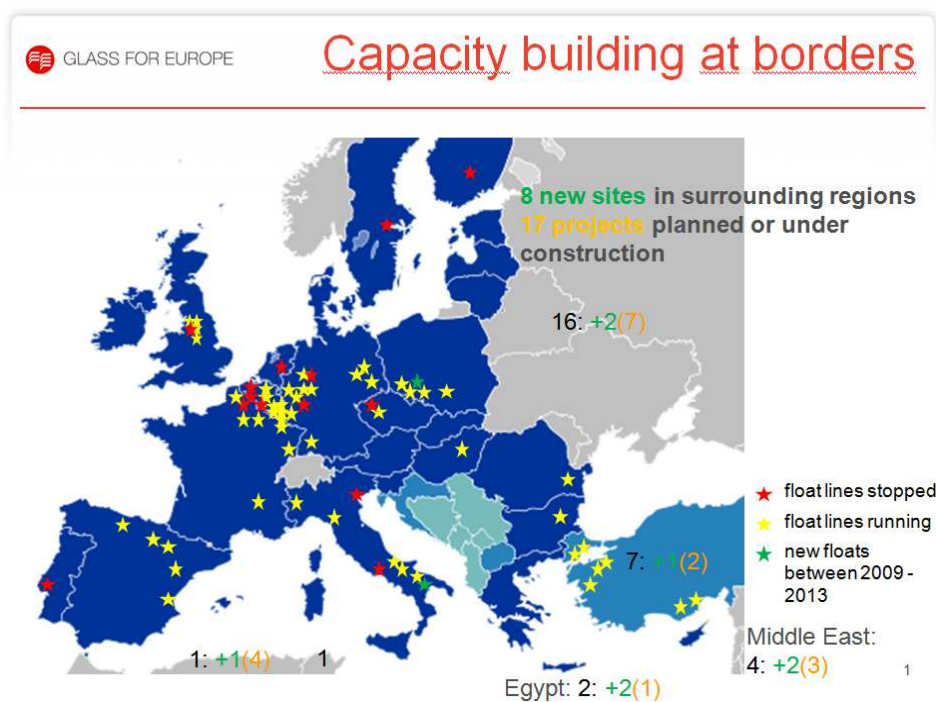 GLASS FOR EUROPE
Capacity building at borders
8 new sites in surrounding regions
17 projects planned or under
construction
16: +2(7)
float lines stopped
float lines running
new floats
between 2009 -
2013
7: +1(2)
Middle East:
4: +2(3)
1: +1(4)
1
Egypt: 2: +2(1)
1